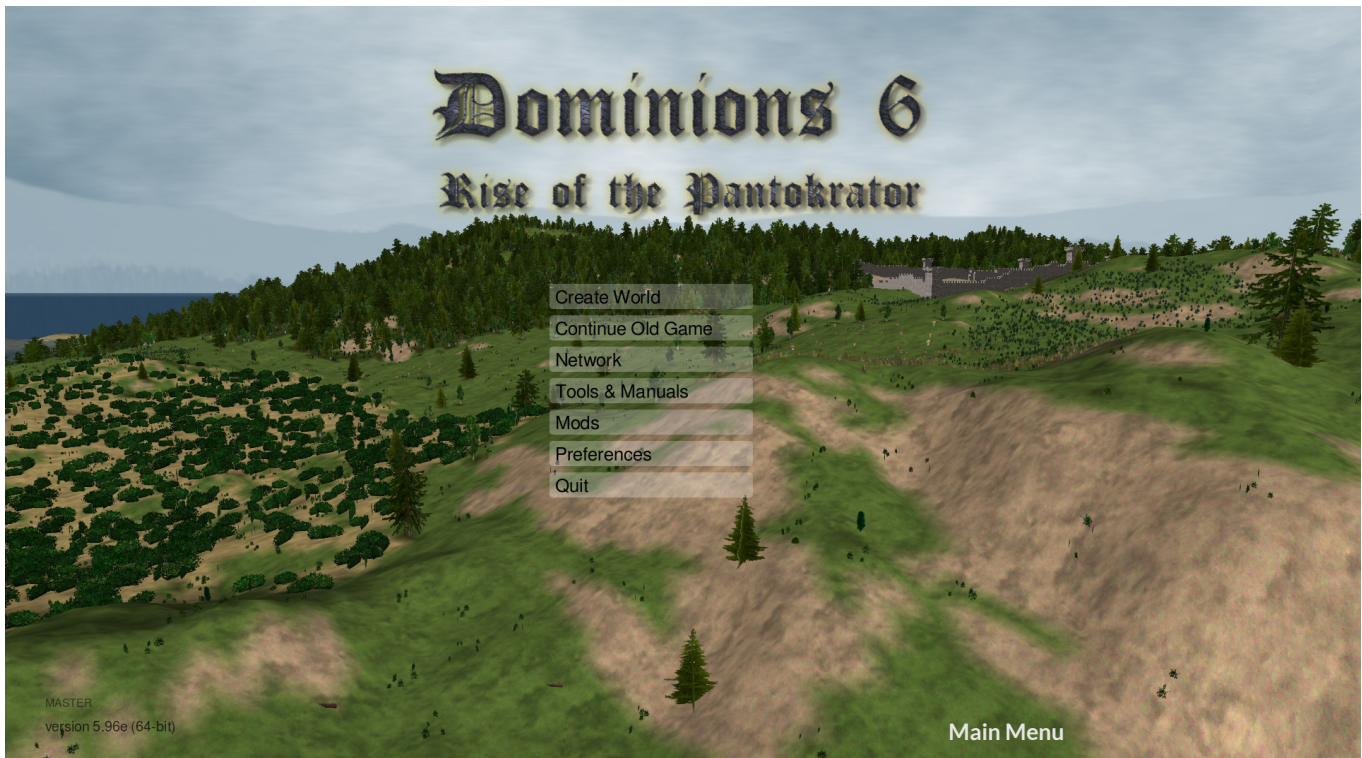 Dominions 6
Rise of the Pantokrator
Create World
Continue Old Game
Network
Tools & Manuals
Mods
Preferences
Quit
MASTER
version 5.96e (64-bit)
Main Menu